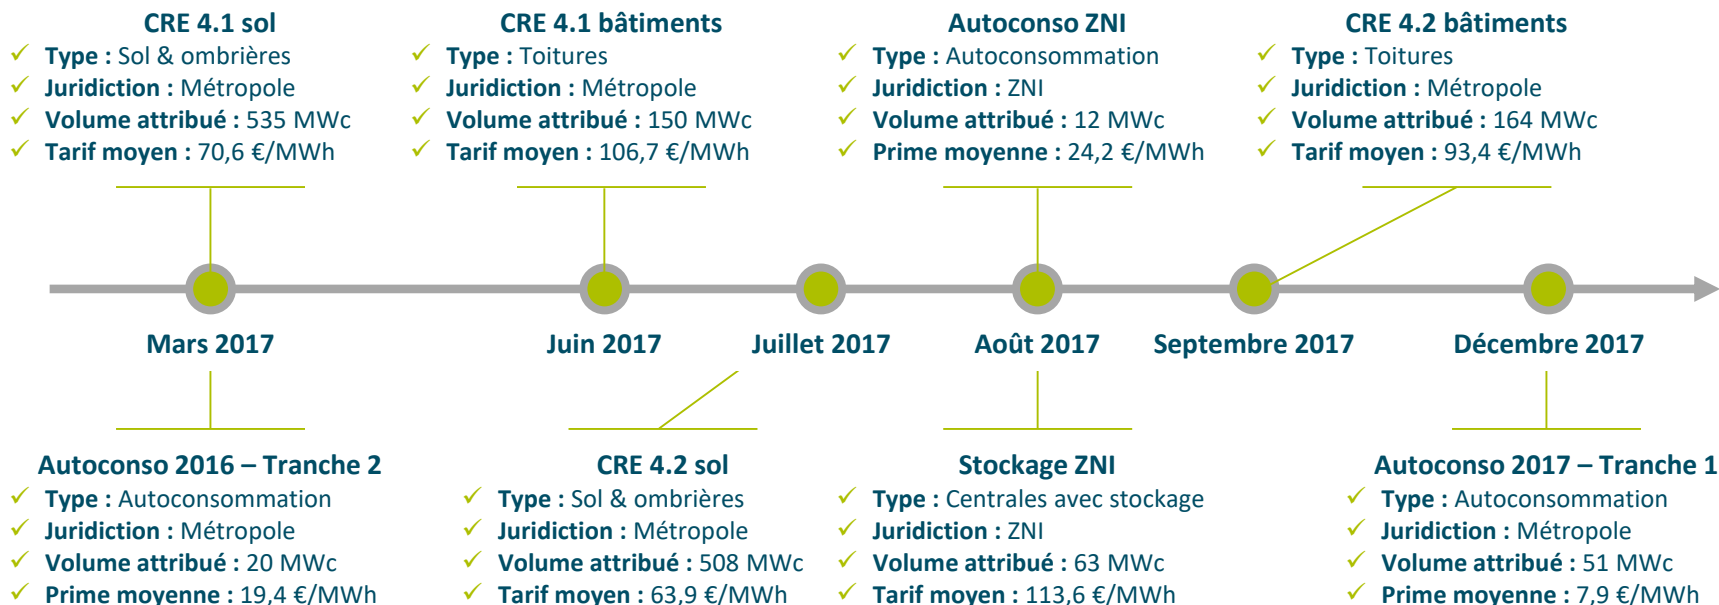 CRE 4.1 sol
✓ Type : Sol & ombrières
✓ Juridiction : Métropole
✓ Volume attribué : 535 MWc
✓ Tarif moyen : 70,6 €/MWh
CRE 4.1 bâtiments
✓ Type : Toitures
✓ Juridiction : Métropole
✓ Volume attribué : 150 MWc
✓ Tarif moyen : 106,7 €/MWh
Autoconso ZNI
✓ Type : Autoconsommation
✓ Juridiction : ZNI
✓ Volume attribué : 12 MWc
✓ Prime moyenne : 24,2 €/MWh
CRE 4.2 bâtiments
✓ Type : Toitures
✓ Juridiction : Métropole
✓ Volume attribué : 164 MWc
✓ Tarif moyen : 93,4 €/MWh
Mars 2017
Juin 2017
Juillet 2017
Août 2017
Septembre 2017
Décembre 2017
Autoconso 2016 – Tranche 2
✓ Type : Autoconsommation
✓ Juridiction : Métropole
✓ Volume attribué : 20 MWc
✓ Prime moyenne : 19,4 €/MWh
CRE 4.2 sol
✓ Type : Sol & ombrières
✓ Juridiction : Métropole
✓ Volume attribué : 508 MWc
✓ Tarif moyen : 63,9 €/MWh
Stockage ZNI
✓ Type : Centrales avec stockage
✓ Juridiction : ZNI
✓ Volume attribué : 63 MWc
✓ Tarif moyen : 113,6 €/MWh
Autoconso 2017 – Tranche 1
✓ Type : Autoconsommation
✓ Juridiction : Métropole
✓ Volume attribué : 51 MWc
✓ Prime moyenne : 7,9 €/MWh